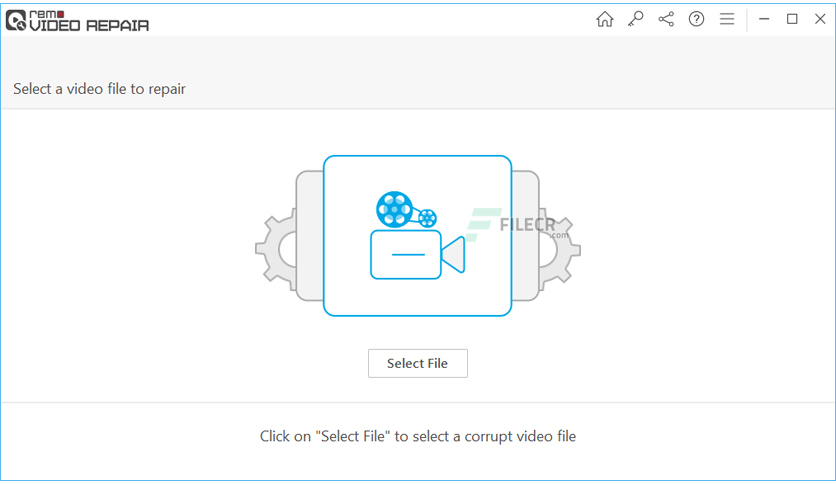 remo
VIDEO REPAIR
Select a video file to repair
FILECR
.com
Select File
Click on "Select File" to select a corrupt video file